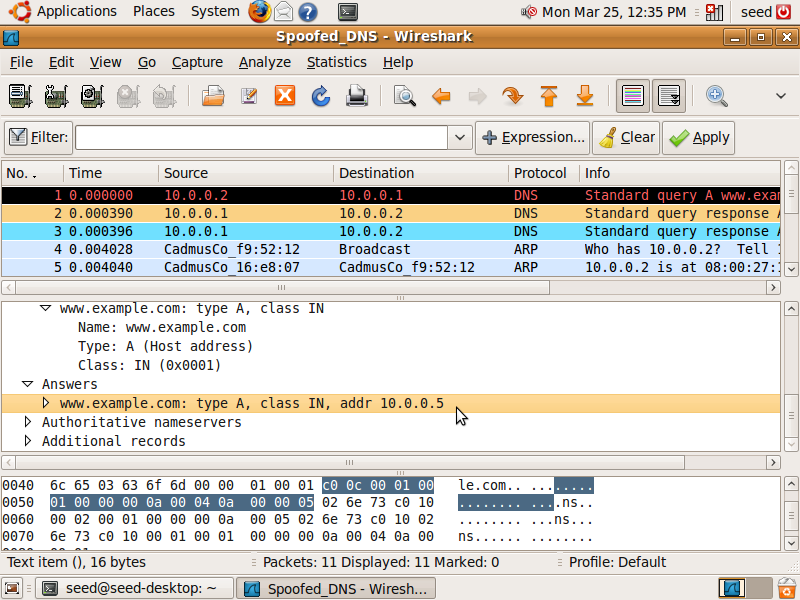 Applications Places System Mon Mar 25, 12:35 PM seed
Spoofed_DNS - Wireshark
File Edit View Go Capture Analyze Statistics Help
Filter: Expression... Clear Apply
No. . Time Source Destination Protocol Info
1 0.000000 10.0.0.2 10.0.0.1 DNS Standard query A www.exam
2 0.000390 10.0.0.1 10.0.0.2 DNS Standard query response A
3 0.000396 10.0.0.1 10.0.0.2 DNS Standard query response A
4 0.004028 CadmusCo_f9:52:12 Broadcast ARP Who has 10.0.0.2? Tell 1
5 0.004040 CadmusCo_16:e8:07 CadmusCo_f9:52:12 ARP 10.0.0.2 is at 08:00:27:1
www.example.com: type A, class IN
Name: www.example.com
Type: A (Host address)
Class: IN (0x0001)
Answers
www.example.com: type A, class IN, addr 10.0.0.5
Authoritative nameservers
Additional records
0040 6c 65 03 63 6f 6d 00 00 01 00 01 c0 0c 00 01 00 le.com.. ........
0050 01 00 00 00 0a 00 04 0a 00 00 05 02 6e 73 c0 10 ........ ....ns..
0060 00 02 00 01 00 00 00 0a 00 05 02 6e 73 c0 10 02 ........ ...ns...
0070 6e 73 c0 10 00 01 00 01 00 00 00 0a 00 04 0a 00 ns...... ........
Text item (), 16 bytes Packets: 11 Displayed: 11 Marked: 0 Profile: Default
seed@seed-desktop: ~ Spoofed_DNS - Wiresh...